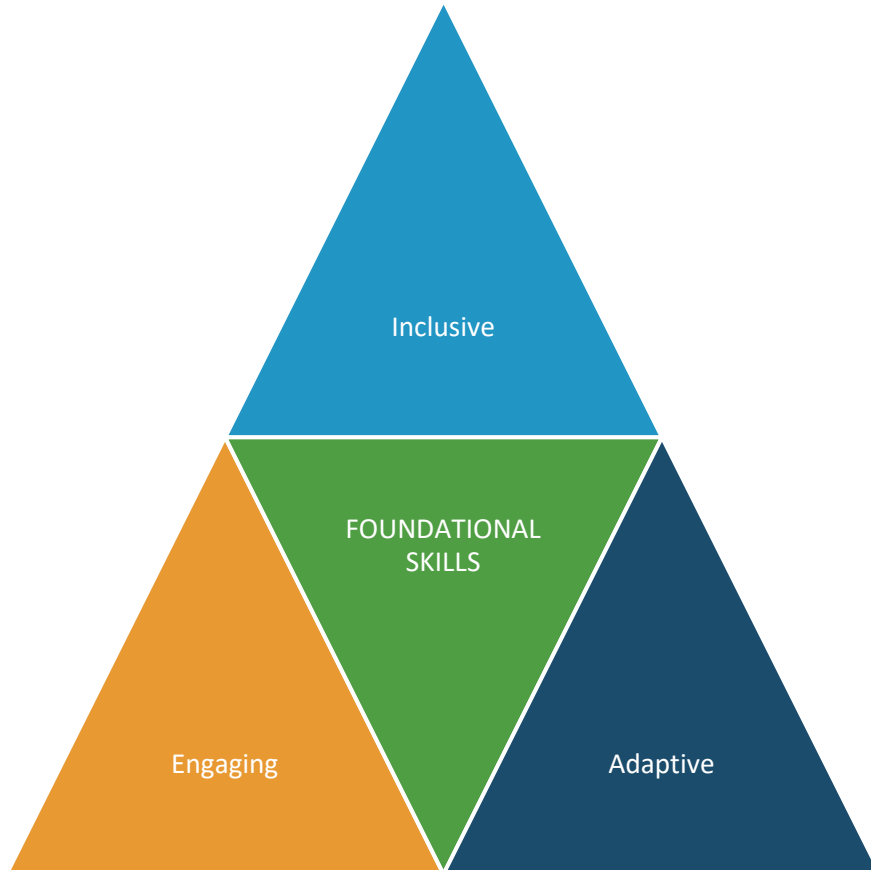 Inclusive
FOUNDATIONAL
SKILLS
Engaging
Adaptive